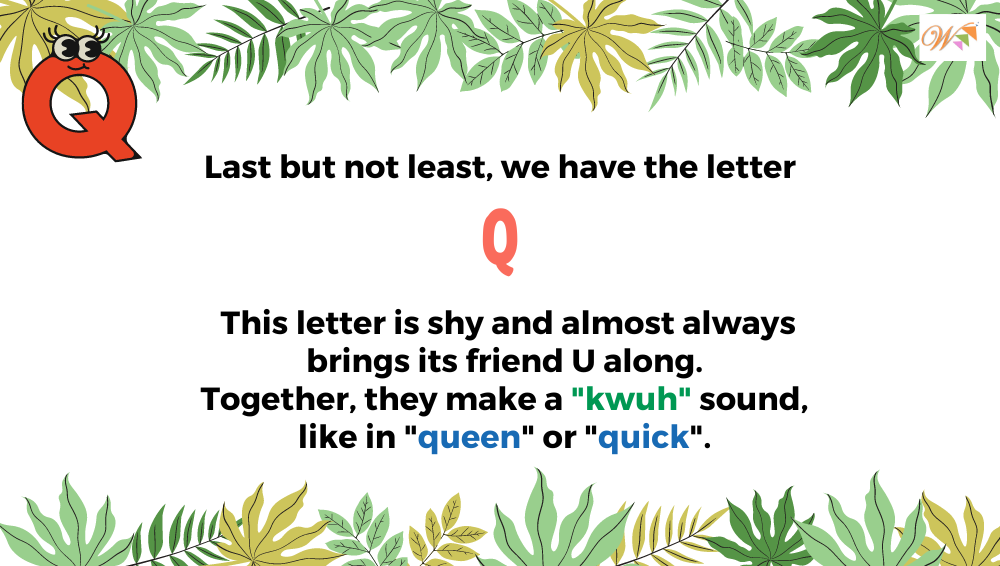 Last but not least, we have the letter
Q
This letter is shy and almost always
brings its friend U along.
Together, they make a "kwuh" sound,
like in "queen" or "quick".
Q
W